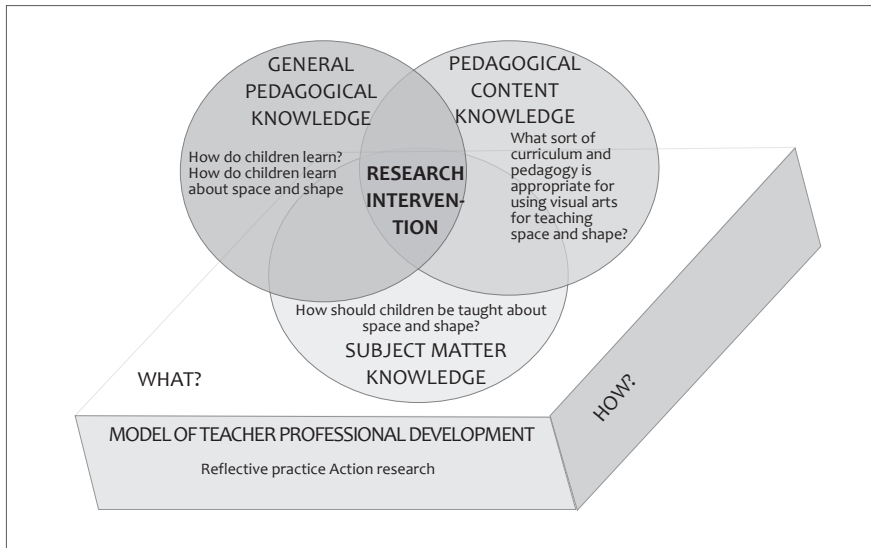 GENERAL
PEDAGOGICAL
KNOWLEDGE
How do children learn?
How do children learn
about space and shape
PEDAGOGICAL
CONTENT
KNOWLEDGE
What sort of
curriculum and
pedagogy is
appropriate for
using visual arts
for teaching
space and shape?
RESEARCH
INTERVEN-
TION
How should children be taught about
space and shape?
SUBJECT MATTER
KNOWLEDGE
WHAT?
HOW?
MODEL OF TEACHER PROFESSIONAL DEVELOPMENT
Reflective practice Action research